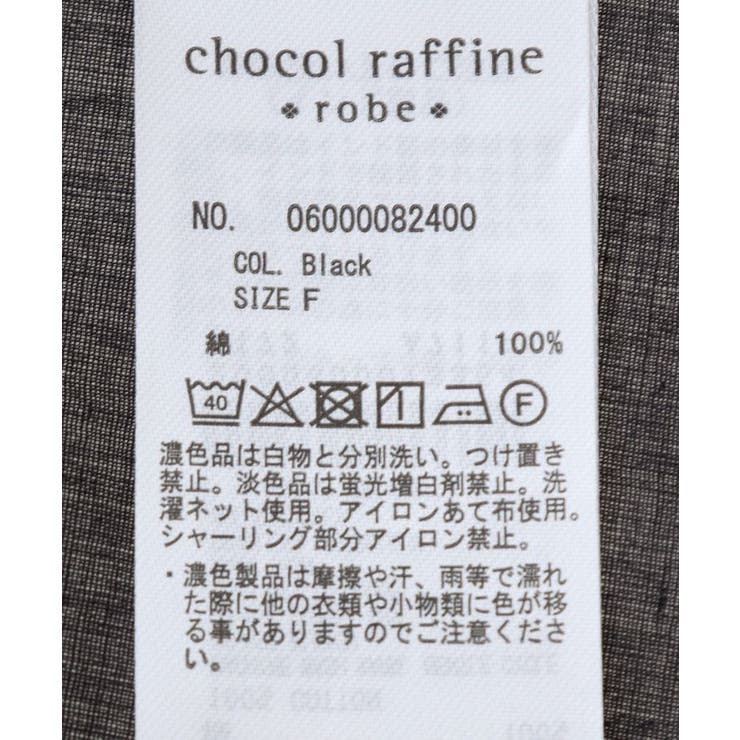 chocol raffine
robe
NO. 06000082400
COL. Black
SIZE F
綿 100%
40 F
濃色品は白物と分別洗い。つけ置き
禁止。淡色品は蛍光増白剤禁止。洗
濯ネット使用。アイロンあて布使用。
シャーリング部分アイロン禁止。
・濃色製品は摩擦や汗、雨等で濡れ
た際に他の衣類や小物類に色が移
る事がありますのでご注意くださ
い。